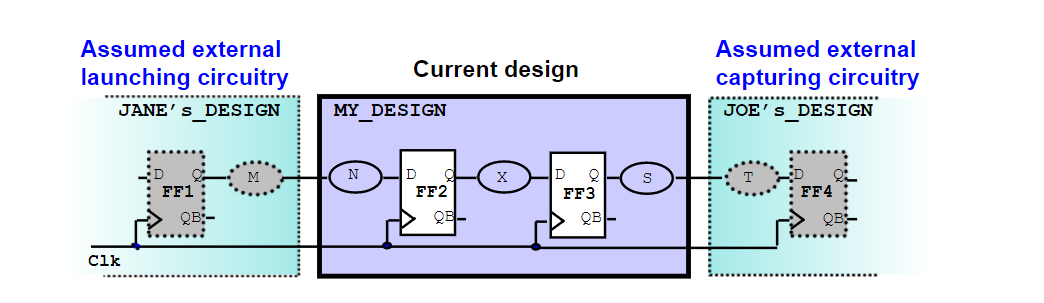 Assumed external
launching circuitry
Current design
Assumed external
capturing circuitry
JANE's_DESIGN
MY_DESIGN
JOE's_DESIGN
D Q
FF1
QB
M
N
D Q
FF2
QB
X
D Q
FF3
QB
S
T
D Q
FF4
QB
Clk